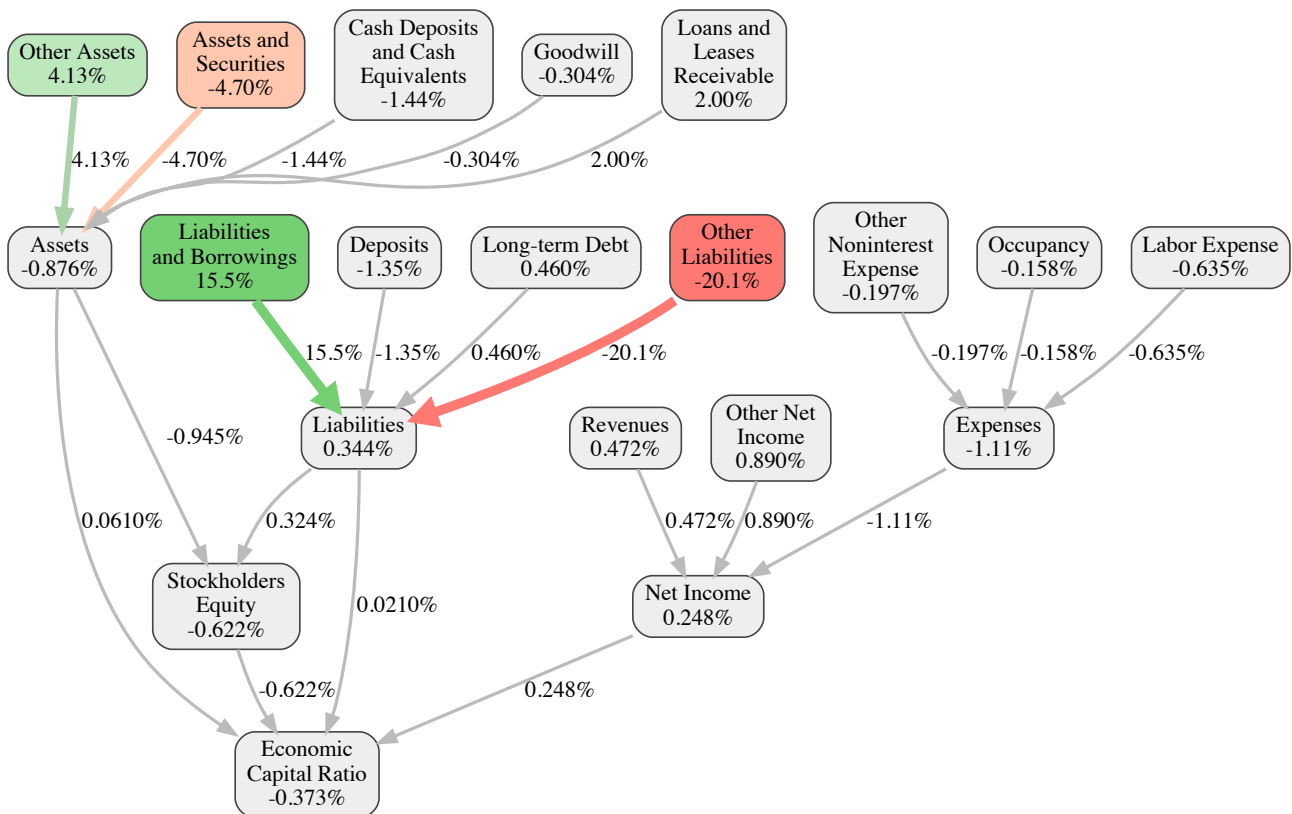 Other Assets
4.13%
Assets and
Securities
-4.70%
Cash Deposits
and Cash
Equivalents
-1.44%
Goodwill
-0.304%
Loans and
Leases
Receivable
2.00%
4.13%
-4.70%
-1.44%
-0.304%
2.00%
Assets
-0.876%
Liabilities
and Borrowings
15.5%
Deposits
-1.35%
Long-term Debt
0.460%
Other
Liabilities
-20.1%
Other
Noninterest
Expense
-0.197%
Occupancy
-0.158%
Labor Expense
-0.635%
15.5%
-1.35%
0.460%
-20.1%
-0.197%
-0.158%
-0.635%
-0.945%
Liabilities
0.344%
Revenues
0.472%
Other Net
Income
0.890%
Expenses
-1.11%
0.0610%
0.324%
0.472%
0.890%
-1.11%
Stockholders
Equity
-0.622%
0.0210%
Net Income
0.248%
-0.622%
0.248%
Economic
Capital Ratio
-0.373%